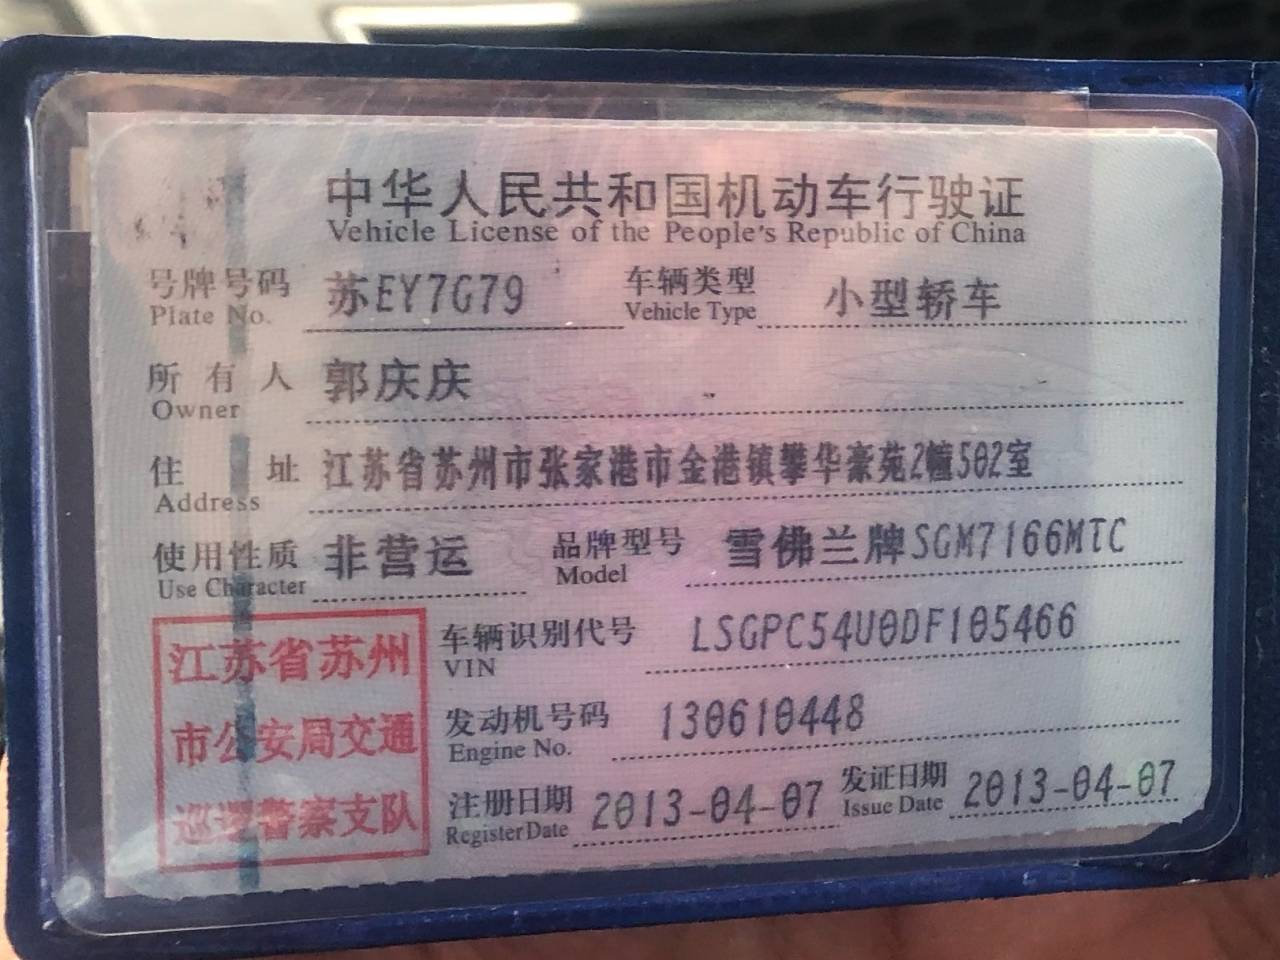 中华人民共和国机动车行驶证
Vehicle License of the People's Republic of China
号牌号码 苏EY7G79 车辆类型 小型轿车
Plate No. Vehicle Type
所有人 郭庆庆
Owner
住址 江苏省苏州市张家港市金港镇攀华豪苑2幢502室
Address
使用性质 非营运 品牌型号 雪佛兰牌SGM7166MTC
Use Character Model
江苏省苏州
市公安局交通
巡逻警察支队
车辆识别代号 LSGPC54U0DF105466
VIN
发动机号码 130610448
Engine No.
注册日期 2013-04-07 发证日期 2013-04-07
Register Date Issue Date